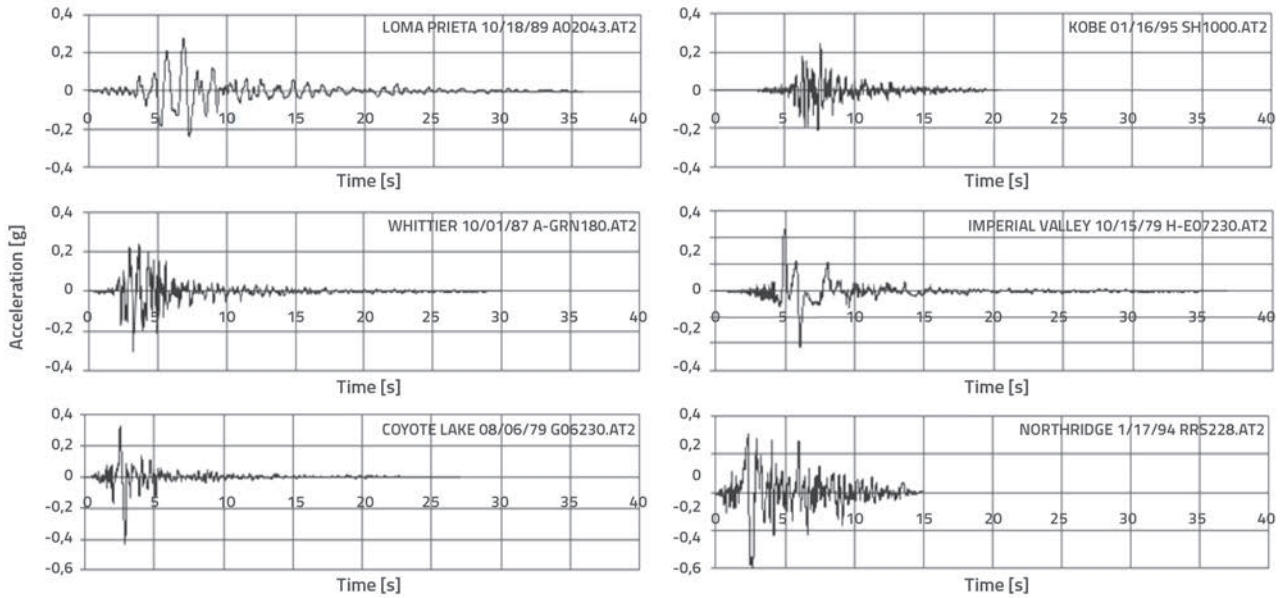 Acceleration [g]
LOMA PRIETA 10/18/89 A02043.AT2
0,4
0,2
0
-0,2
-0,4
0 5 10 15 20 25 30 35 40
Time [s]
KOBE 01/16/95 SH1000.AT2
0,4
0,2
0
-0,2
-0,4
0 5 10 15 20 25 30 35 40
Time [s]
WHITTIER 10/01/87 A-GRN180.AT2
0,4
0,2
0
-0,2
-0,4
0 5 10 15 20 25 30 35 40
Time [s]
IMPERIAL VALLEY 10/15/79 H-E07230.AT2
0,4
0,2
0
-0,2
-0,4
0 5 10 15 20 25 30 35 40
Time [s]
COYOTE LAKE 08/06/79 G06230.AT2
0,4
0,2
0
-0,2
-0,4
-0,6
0 5 10 15 20 25 30 35 40
Time [s]
NORTHRIDGE 1/17/94 RRS228.AT2
0,4
0,2
0
-0,2
-0,4
-0,6
0 5 10 15 20 25 30 35 40
Time [s]